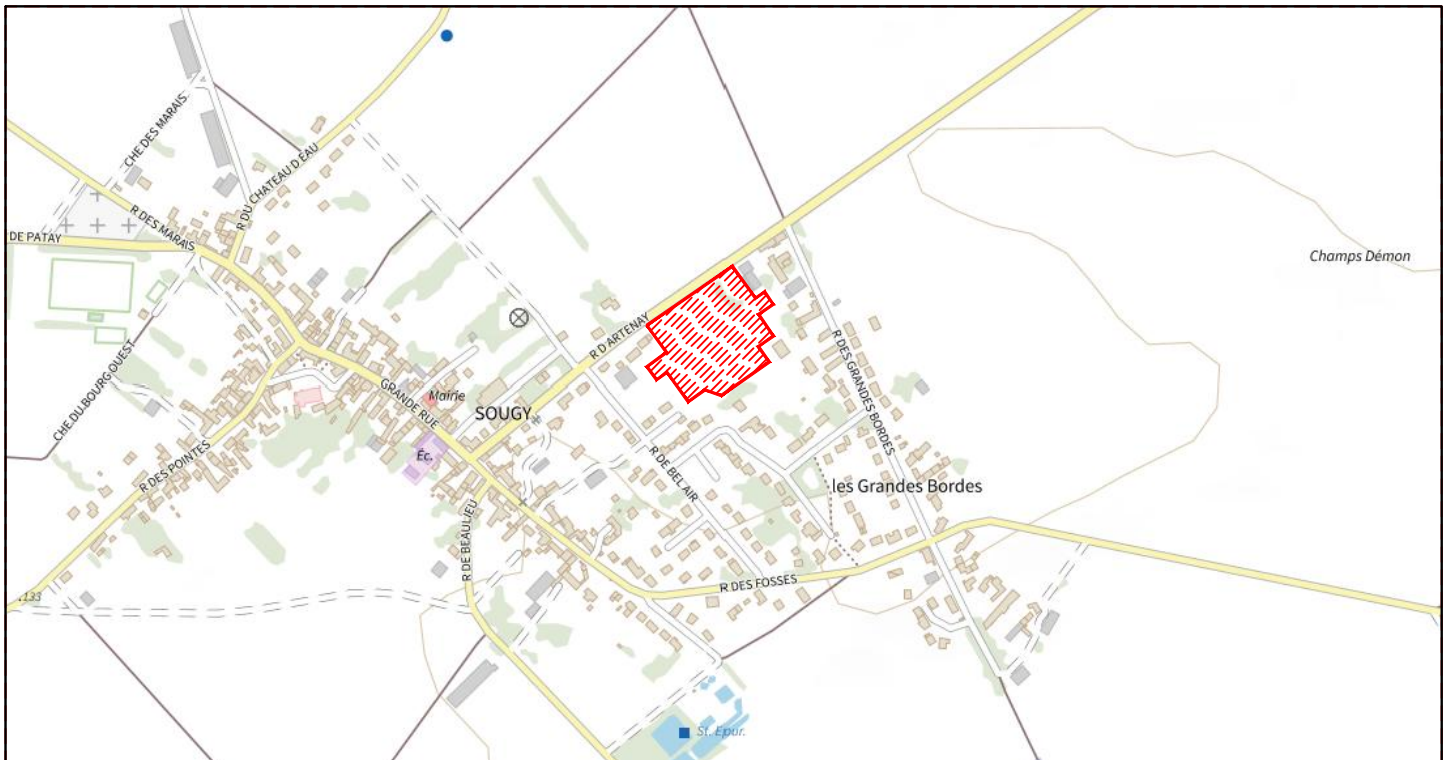 CHE DES MARAIS
R DU CHATEAU D EAU
R DES MARAIS
DE PATAY
Champs Démon
R D ARTENAY
R DES GRANDES BORDES
CHE DU BOURG OUEST
GRANDE RUE
Mairie
SOUGY
Éc.
R DES POINTES
R DE BEL AIR
les Grandes Bordes
R DE BEAULIEU
R DES FOSSES
133
St. Epur.